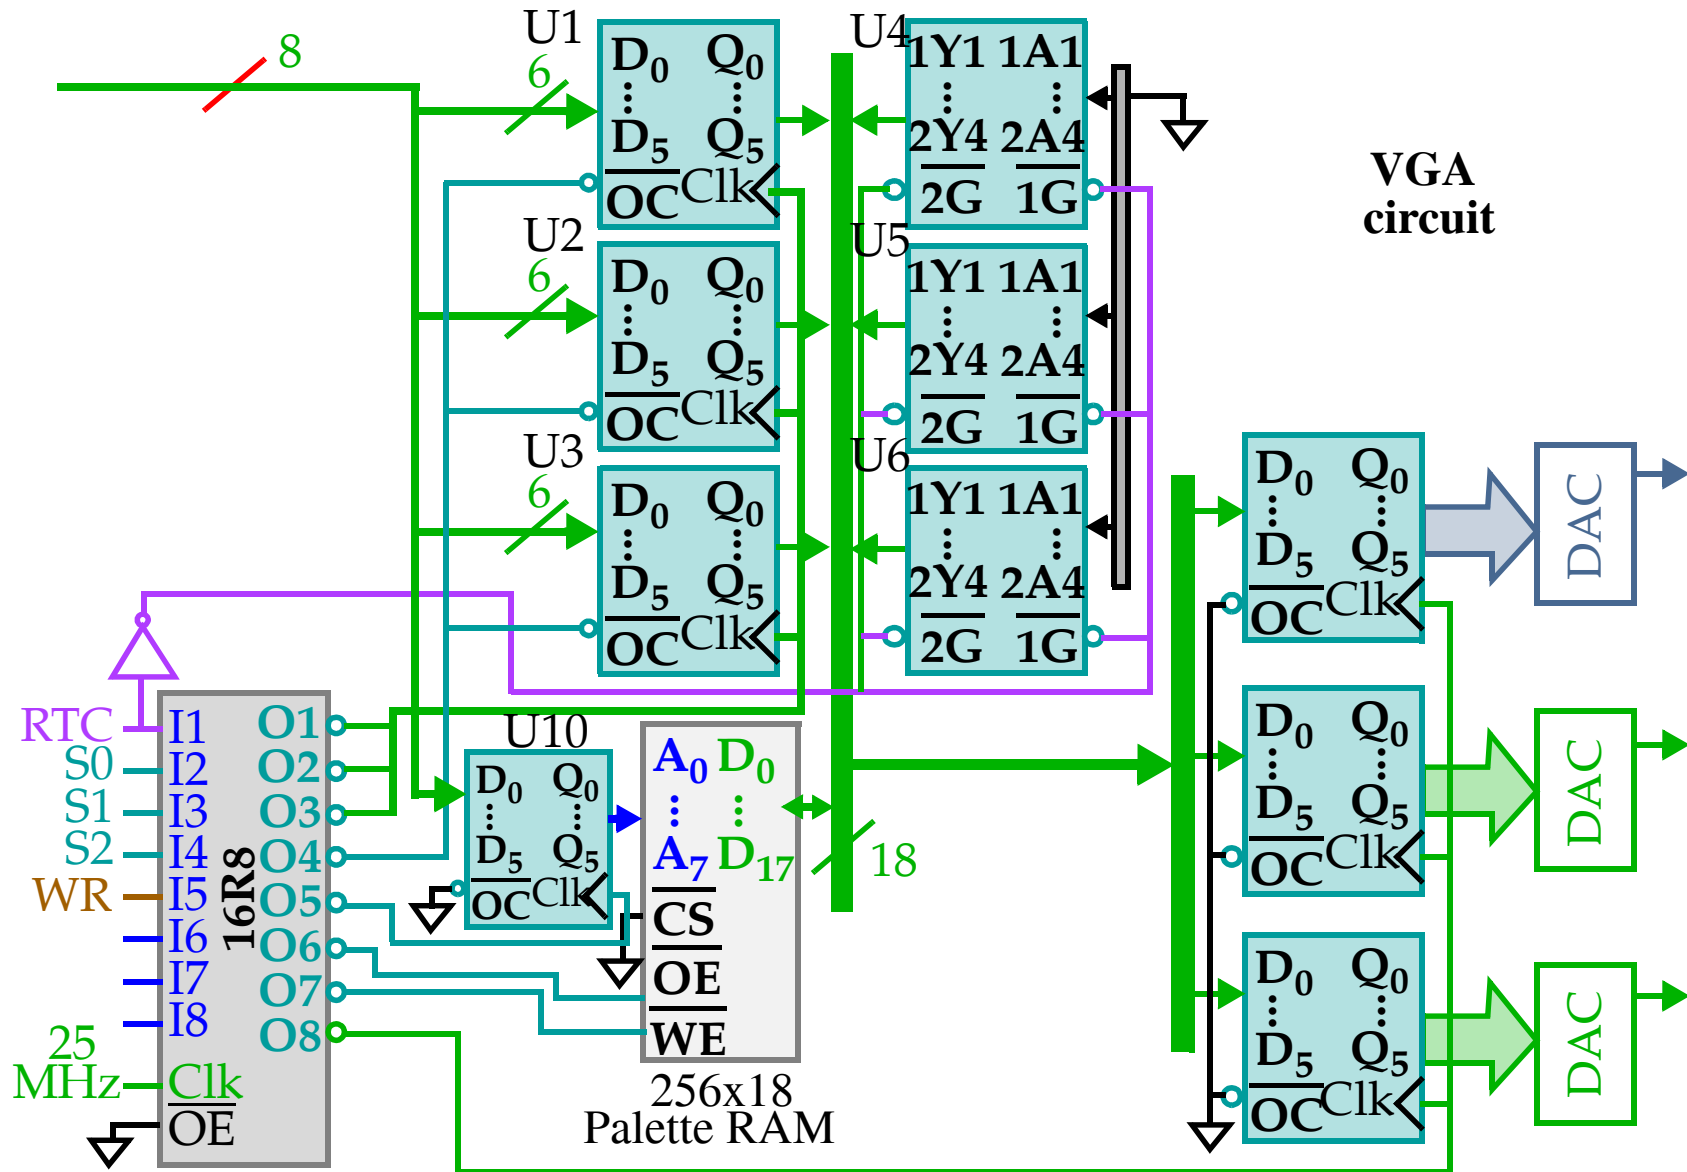 8
U1
6
D0 Q0
D5 Q5
OC Clk
U2
6
D0 Q0
D5 Q5
OC Clk
U3
6
D0 Q0
D5 Q5
OC Clk
U4
1Y1 1A1
2Y4 2A4
2G 1G
U5
1Y1 1A1
2Y4 2A4
2G 1G
U6
1Y1 1A1
2Y4 2A4
2G 1G
VGA
circuit
RTC I1 O1
S0 I2 O2
S1 I3 O3
S2 I4 O4
WR I5 O5
I6 O6
I7 O7
I8 O8
16R8
25
MHz Clk
OE
U10
D0 Q0
D5 Q5
OC Clk
A0 D0
A7 D17
CS
OE
WE
256x18
Palette RAM
18
D0 Q0
D5 Q5
OC Clk
DAC
D0 Q0
D5 Q5
OC Clk
DAC
D0 Q0
D5 Q5
OC Clk
DAC